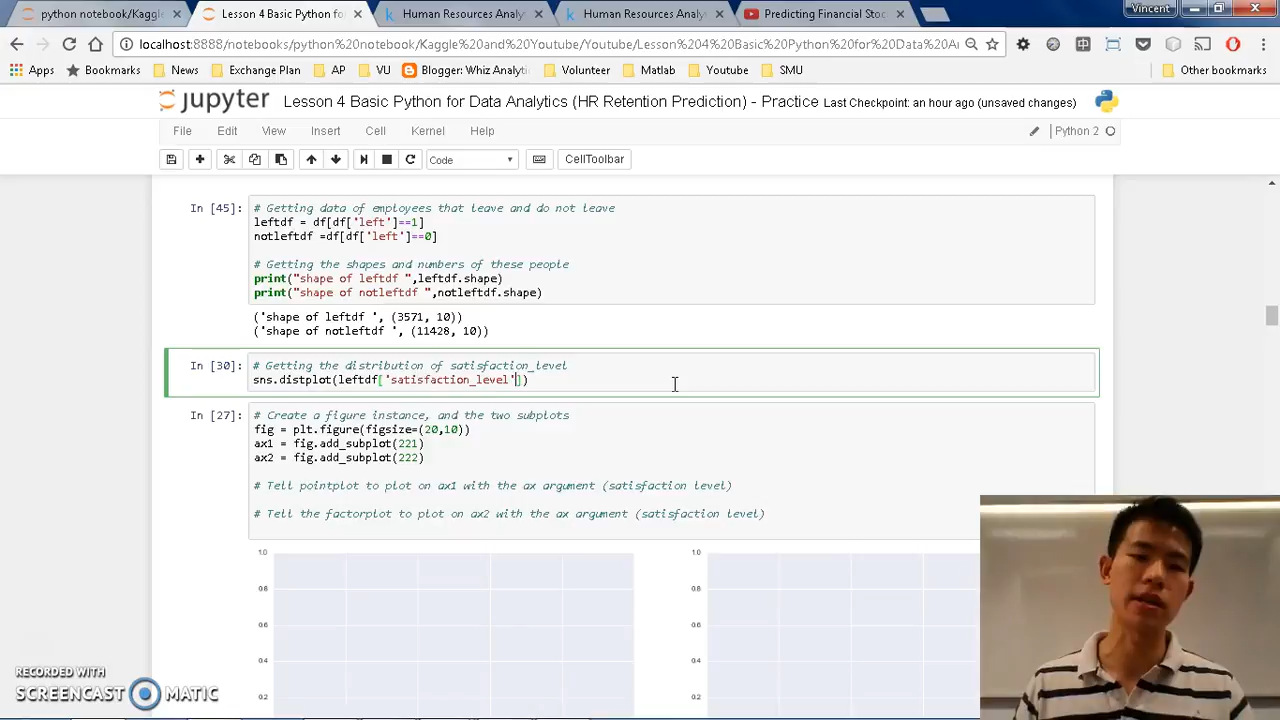 python notebook/Kaggl
Lesson 4 Basic Python for
Human Resources Analy
Human Resources Analy
Predicting Financial S
Vincent
localhost:8888/notebooks/python%20notebook/Kaggle%20and%20Youtube/Youtube/Lesson%204%20Basic%20Python%20for%20Data%20A
Apps
Bookmarks
News
Exchange Plan
AP
VU
Blogger: Whiz Analyti
Volunteer
Matlab
Youtube
SMU
Other bookmarks
jupyter Lesson 4 Basic Python for Data Analytics (HR Retention Prediction) - Practice un
Checkpoint: an hour ago (unsaved changes)
File Edit View Insert Cell Kernel Help
Python 2
Code
CellToolbar
In [45]:
# Getting data of employees that leave and do not leave
leftdf = df[df['left']==1]
notleftdf =df[df['left']==0]
# Getting the shapes and numbers of these people
print("shape of leftdf ",leftdf.shape)
print("shape of notleftdf ",notleftdf.shape)
('shape of leftdf ', (3571, 10))
('shape of notleftdf ', (11428, 10))
In [30]:
# Getting the distribution of satisfaction_level
sns.distplot(leftdf['satisfaction_level'])
In [27]:
# Create a figure instance, and the two subplots
fig = plt.figure(figsize=(20,10))
ax1 = fig.add_subplot(221)
ax2 = fig.add_subplot(222)
# Tell pointplot to plot on ax1 with the ax argument (satisfaction level)
# Tell the factorplot to plot on ax2 with the ax argument (satisfaction level)
1.0
0.8
0.6
0.4
0.2
1.0
0.8
0.6
0.4
0.2
RECORDED WITH
SCREENCAST MATIC